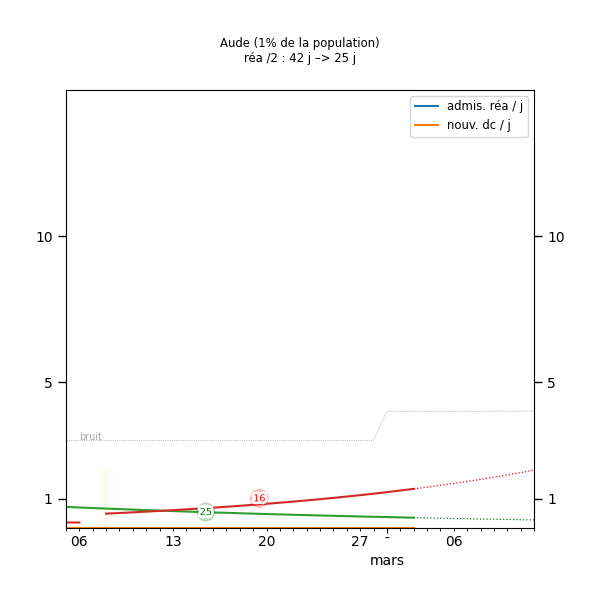 Aude (1% de la population)
réa /2 : 42 j −> 25 j
admis. réa / j
nouv. dc / j
10
10
5
5
bruit
16
1
1
25
06
13
20
27
06
mars